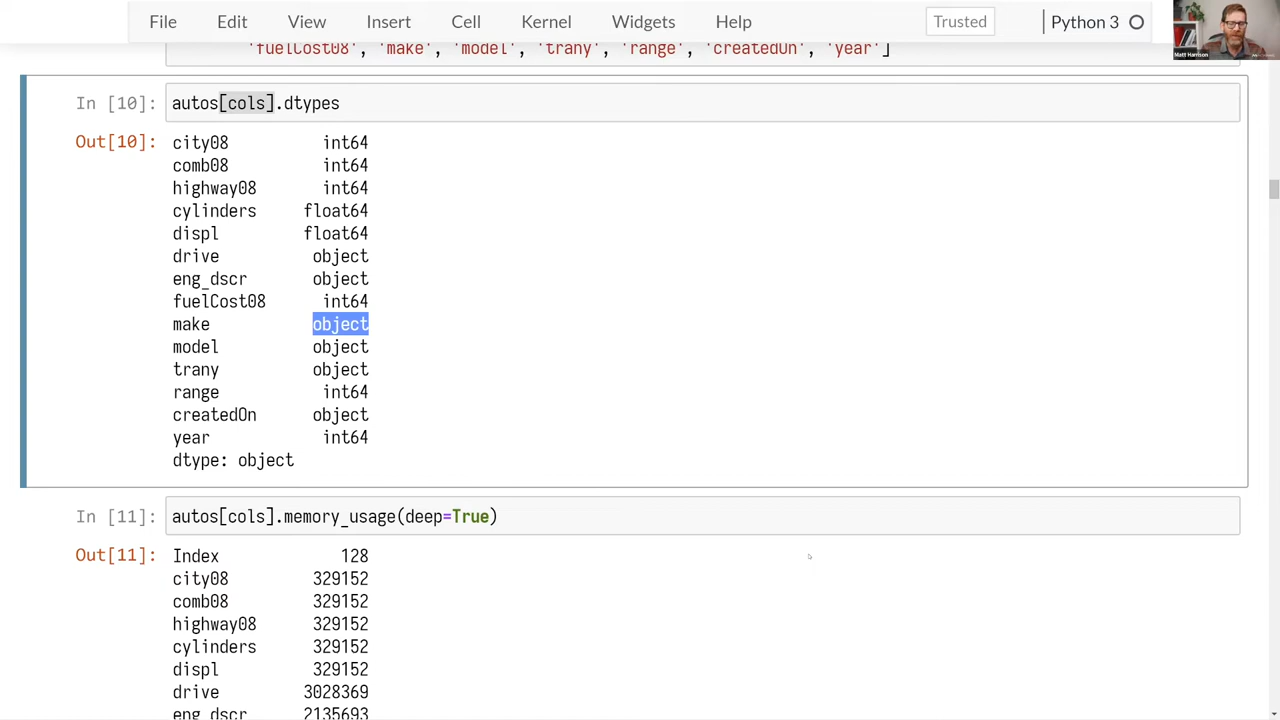 File Edit View Insert Cell Kernel Widgets Help Trusted Python 3
Matt Harrison
'fuelCost08', 'make', 'model', 'trany', 'range', 'createdOn', 'year']
In [10]: autos[cols].dtypes
Out[10]: city08 int64
comb08 int64
highway08 int64
cylinders float64
displ float64
drive object
eng_dscr object
fuelCost08 int64
make object
model object
trany object
range int64
createdOn object
year int64
dtype: object
In [11]: autos[cols].memory_usage(deep=True)
Out[11]: Index 128
city08 329152
comb08 329152
highway08 329152
cylinders 329152
displ 329152
drive 3028369
eng_dscr 2135693